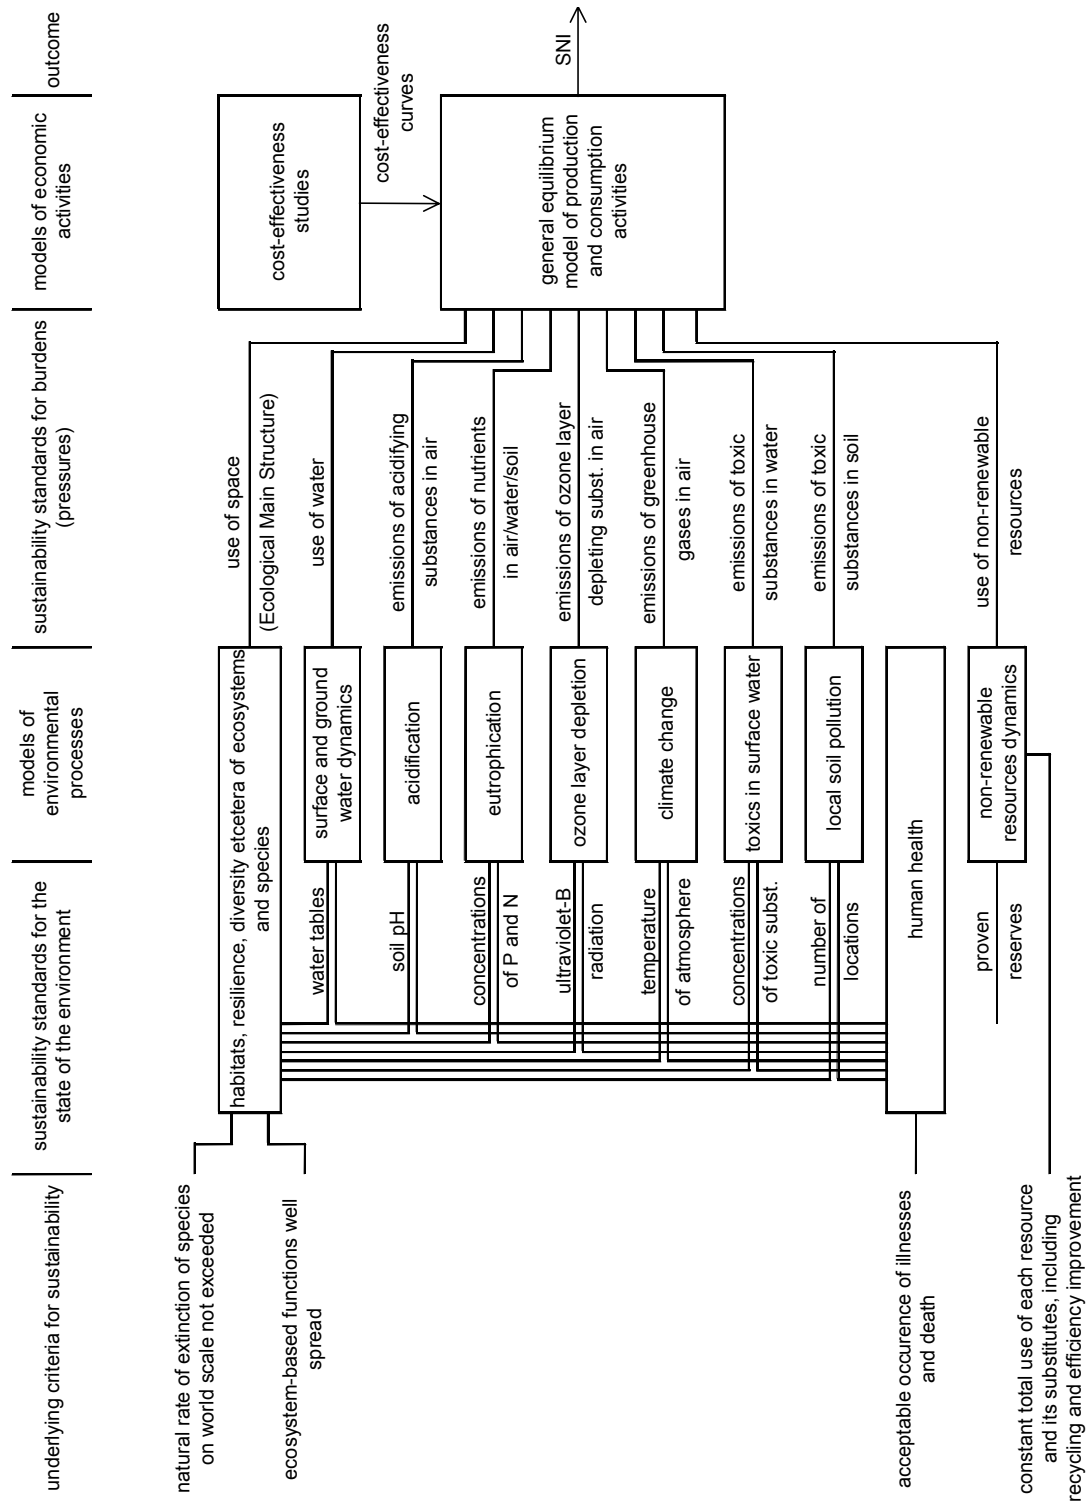 underlying criteria for sustainability
sustainability standards for the
state of the environment
models of
environmental
processes
sustainability standards for burdens
(pressures)
models of economic
activities
outcome
natural rate of extinction of species
on world scale not exceeded
ecosystem-based functions well
spread
habitats, resilience, diversity etcetera of ecosystems
and species
use of space
(Ecological Main Structure)
cost-effectiveness
studies
cost-effectiveness
curves
water tables
surface and ground
water dynamics
use of water
soil pH
acidification
emissions of acidifying
substances in air
concentrations
of P and N
eutrophication
emissions of nutrients
in air/water/soil
ultraviolet-B
radiation
ozone layer depletion
emissions of ozone layer
depleting subst. in air
general equilibrium
model of production
and consumption
activities
SNI
temperature
of atmosphere
climate change
emissions of greenhouse
gases in air
concentrations
of toxic subst.
toxics in surface water
emissions of toxic
substances in water
number of
locations
local soil pollution
emissions of toxic
substances in soil
acceptable occurence of illnesses
and death
human health
constant total use of each resource
and its substitutes, including
recycling and efficiency improvement
proven
reserves
non-renewable
resources dynamics
use of non-renewable
resources